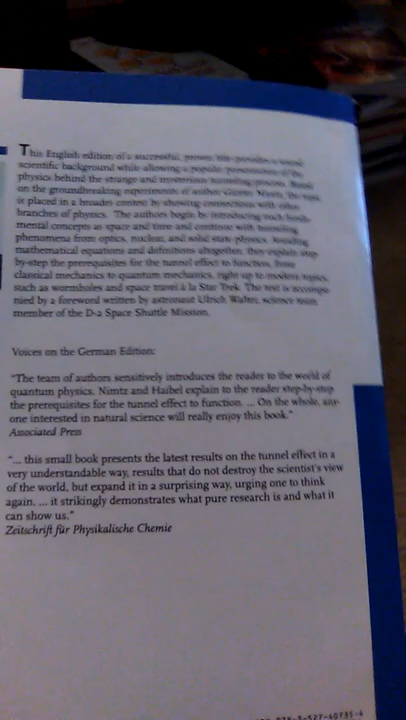 This English edition of a successful primer title provides a sound
scientific background while allowing a popular presentation of the
physics behind the strange and mysterious tunneling process. Based
on the groundbreaking experiments of author Günter Nimtz, the topic
is placed in a broader context by showing connections with other
branches of physics. The authors begin by introducing such funda-
mental concepts as space and time and continue with tunneling
phenomena from optics, nuclear, and solid state physics. Avoiding
mathematical equations and definitions altogether, they explain step-
by-step the prerequisites for the tunnel effect to function, from
classical mechanics to quantum mechanics, right up to modern topics,
such as wormholes and space travel à la Star Trek. The text is accompa-
nied by a foreword written by astronaut Ulrich Walter, science team
member of the D-2 Space Shuttle Mission.
Voices on the German Edition:
"The team of authors sensitively introduces the reader to the world of
quantum physics. Nimtz and Haibel explain to the reader step-by-step
the prerequisites for the tunnel effect to function. ... On the whole, any-
one interested in natural science will really enjoy this book."
Associated Press
"... this small book presents the latest results on the tunnel effect in a
very understandable way, results that do not destroy the scientist's view
of the world, but expand it in a surprising way, urging one to think
again. ... it strikingly demonstrates what pure research is and what it
can show us."
Zeitschrift für Physikalische Chemie
978-3-527-40735-4